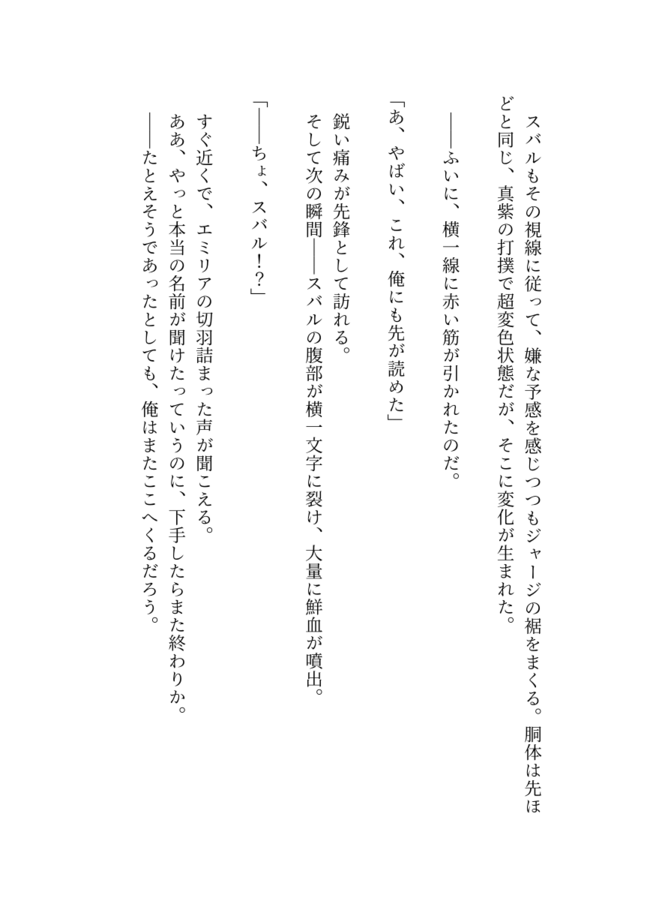 スバルもその視線に従って、嫌な予感を感じつつもジャージの裾をまくる。胴体は先ほ
どと同じ、真紫の打撲で超変色状態だが、そこに変化が生まれた。
　――ふいに、横一線に赤い筋が引かれたのだ。
「あ、やばい、これ、俺にも先が読めた」
　鋭い痛みが先鋒として訪れる。
　そして次の瞬間――スバルの腹部が横一文字に裂け、大量に鮮血が噴出。
「――ちょ、スバル！？」
　すぐ近くで、エミリアの切羽詰まった声が聞こえる。
　ああ、やっと本当の名前が聞けたっていうのに、下手したらまた終わりか。
　――たとえそうであったとしても、俺はまたここへくるだろう。